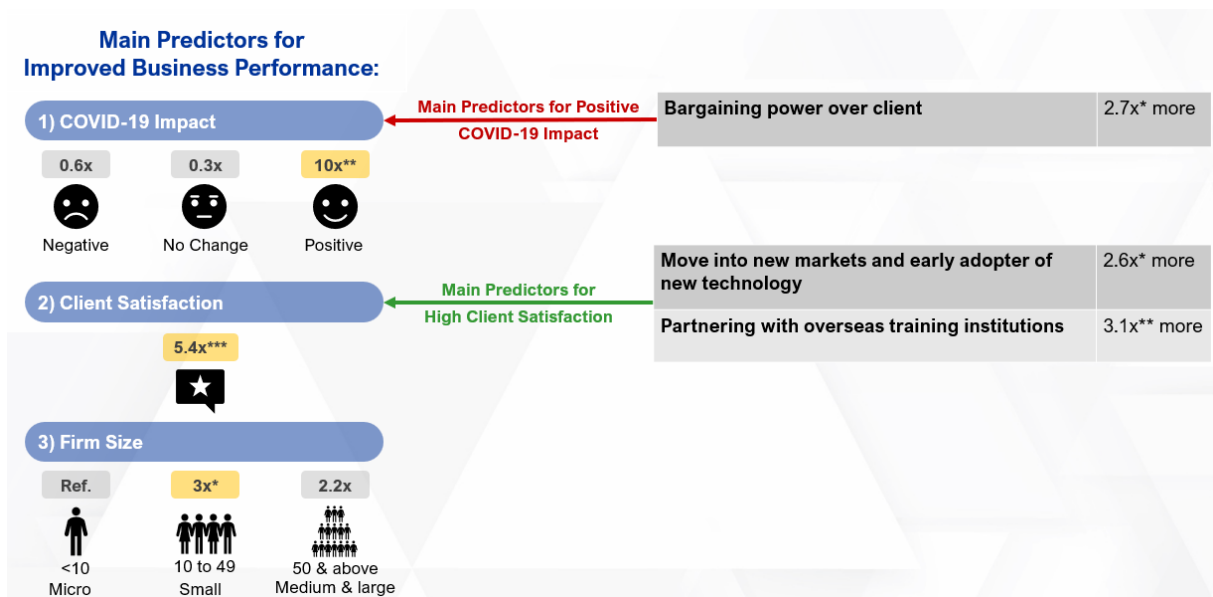 Main Predictors for
Improved Business Performance:
1) COVID-19 Impact
0.6x
0.3x
10x**
Negative
No Change
Positive
Main Predictors for Positive
COVID-19 Impact
Bargaining power over client
2.7x* more
2) Client Satisfaction
5.4x***
Main Predictors for
High Client Satisfaction
Move into new markets and early adopter of
new technology
2.6x* more
Partnering with overseas training institutions
3.1x** more
3) Firm Size
Ref.
3x*
2.2x
<10
Micro
10 to 49
Small
50 & above
Medium & large